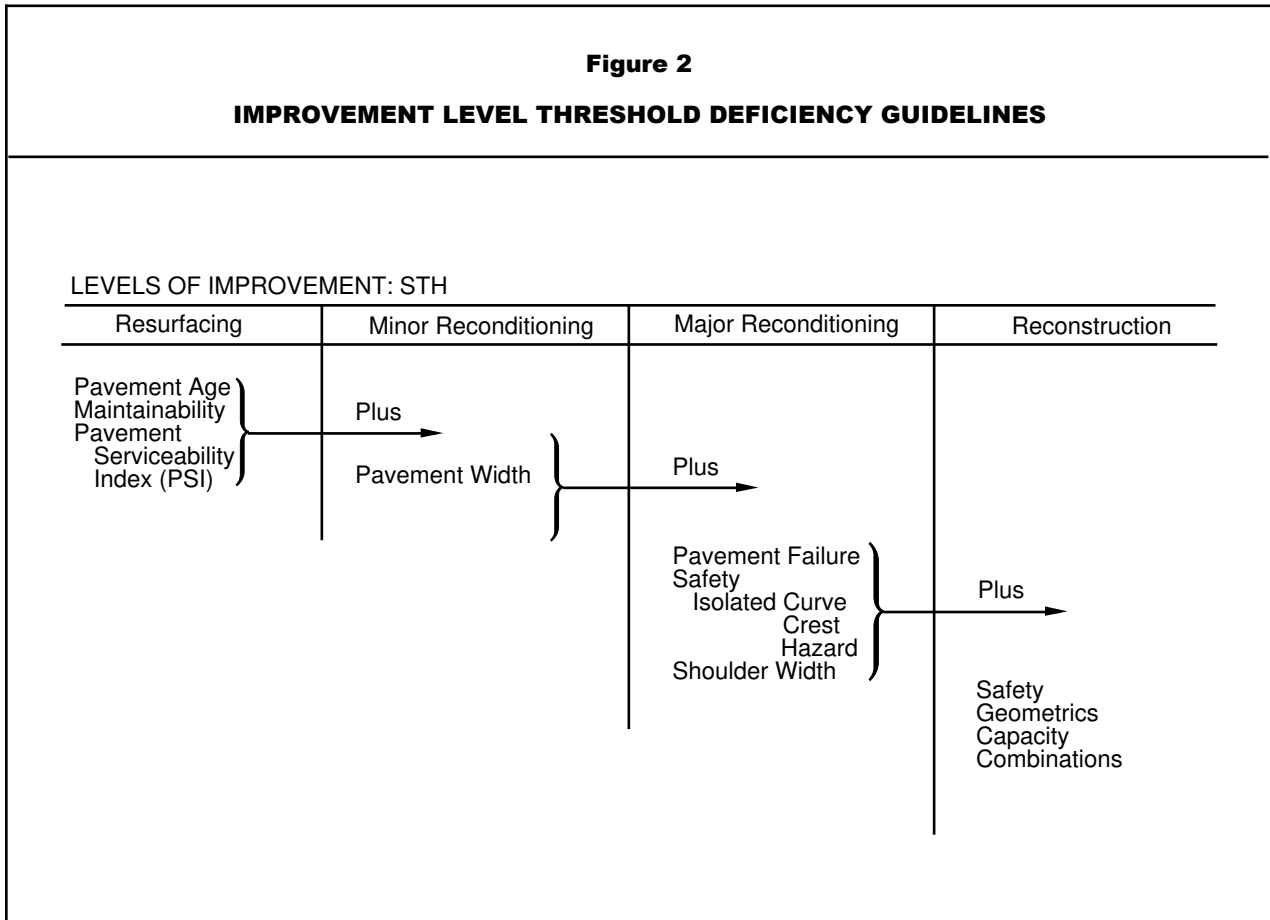 Figure 2
IMPROVEMENT LEVEL THRESHOLD DEFICIENCY GUIDELINES
LEVELS OF IMPROVEMENT: STH
Resurfacing
Minor Reconditioning
Major Reconditioning
Reconstruction
Pavement Age
Maintainability
Pavement
Serviceability
Index (PSI)
Plus
Pavement Width
Plus
Pavement Failure
Safety
Isolated Curve
Crest
Hazard
Shoulder Width
Plus
Safety
Geometrics
Capacity
Combinations